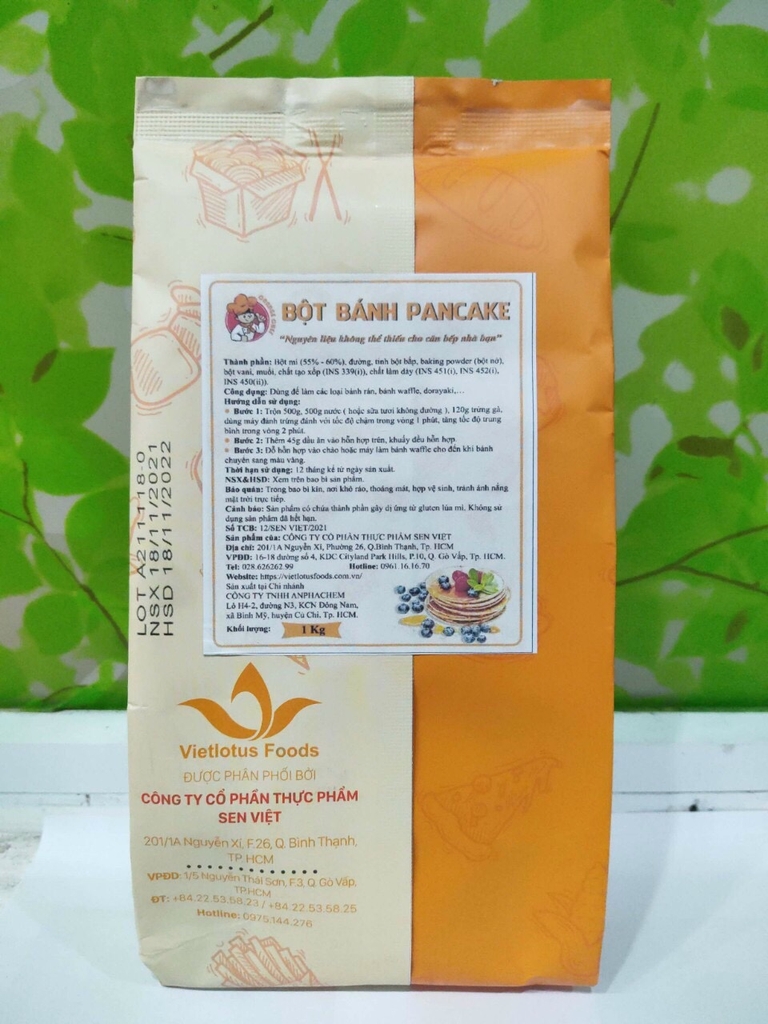 ORANGE CHEF
BỘT BÁNH PANCAKE
"Nguyên liệu không thể thiếu cho căn bếp nhà bạn"
Thành phần: Bột mì (55% - 60%), đường, tinh bột bắp, baking powder (bột nở),
bột vani, muối, chất tạo xốp (INS 339(i)), chất làm dày (INS 451(i), INS 452(i),
INS 450(ii)).
Công dụng: Dùng để làm các loại bánh rán, bánh waffle, dorayaki,...
Hướng dẫn sử dụng:
Bước 1: Trộn 500g, 500g nước ( hoặc sữa tươi không đường ), 120g trứng gà,
dùng máy đánh trứng đánh với tốc độ chậm trong vòng 1 phút, tăng tốc độ trung
bình trong vòng 2 phút.
Bước 2: Thêm 45g dầu ăn vào hỗn hợp trên, khuấy đều hỗn hợp.
Bước 3: Đổ hỗn hợp vào chảo hoặc máy làm bánh waffle cho đến khi bánh
chuyển sang màu vàng.
Thời hạn sử dụng: 12 tháng kể từ ngày sản xuất.
NSX&HSD: Xem trên bao bì sản phẩm.
Bảo quản: Trong bao bì kín, nơi khô ráo, thoáng mát, hợp vệ sinh, tránh ánh nắng
mặt trời trực tiếp.
Cảnh báo: Sản phẩm có chứa thành phần gây dị ứng từ gluten lúa mì. Không sử
dụng sản phẩm đã hết hạn.
Số TCB: 12/SEN VIET/2021
Sản phẩm của: CÔNG TY CỔ PHẦN THỰC PHẨM SEN VIỆT
Địa chỉ: 201/1A Nguyễn Xí, Phường 26, Q.Bình Thạnh, Tp. HCM
VPĐD: 16-18 đường số 4, KDC Cityland Park Hills, P.10, Q. Gò Vấp, Tp. HCM.
Tel: 028.626262.99 Hotline: 0961.16.16.70
Website: https://vietlotusfoods.com.vn/
Sản xuất tại Chi nhánh
CÔNG TY TNHH ANPHACHEM
Lô H4-2, đường N3, KCN Đông Nam,
xã Bình Mỹ, huyện Củ Chi, Tp. HCM.
Khối lượng: 1 Kg
LOT A211118-0
NSX 18/11/2021
HSD 18/11/2022
Vietlotus Foods
ĐƯỢC PHÂN PHỐI BỞI
CÔNG TY CỔ PHẦN THỰC PHẨM
SEN VIỆT
201/1A Nguyễn Xí, F.26, Q. Bình Thạnh,
TP.HCM
VPĐD: 1/5 Nguyễn Thái Sơn, F.3, Q. Gò Vấp,
TP.HCM
ĐT: +84.22.53.58.23 / +84.22.53.58.25
Hotline: 0975.144.276